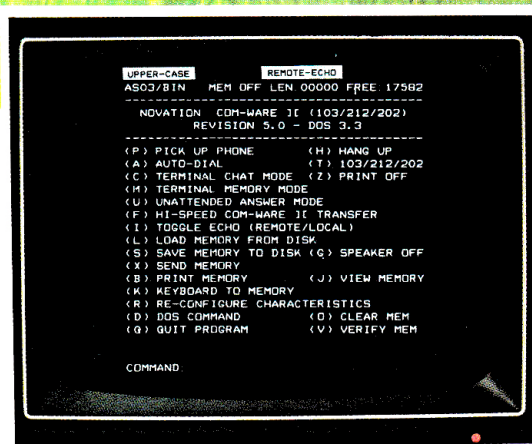 UPPER-CASE REMOTE-ECHO
AS03/8IN MEM OFF LEN.00000 FREE.17582
NOVATION COM-WARE ][ (103/212/202)
REVISION 5.0 - DOS 3.3
(P) PICK UP PHONE (H) HANG UP
(A) AUTO-DIAL (T) 103/212/202
(C) TERMINAL CHAT MODE (Z) PRINT OFF
(M) TERMINAL MEMORY MODE
(U) UNATTENDED ANSWER MODE
(F) HI-SPEED COM-WARE ][ TRANSFER
(I) TOGGLE ECHO (REMOTE/LOCAL)
(L) LOAD MEMORY FROM DISK
(S) SAVE MEMORY TO DISK (G) SPEAKER OFF
(X) SEND MEMORY
(B) PRINT MEMORY (J) VIEW MEMORY
(K) KEYBOARD TO MEMORY
(R) RE-CONFIGURE CHARACTERISTICS
(D) DOS COMMAND (O) CLEAR MEM
(Q) QUIT PROGRAM (V) VERIFY MEM
COMMAND: